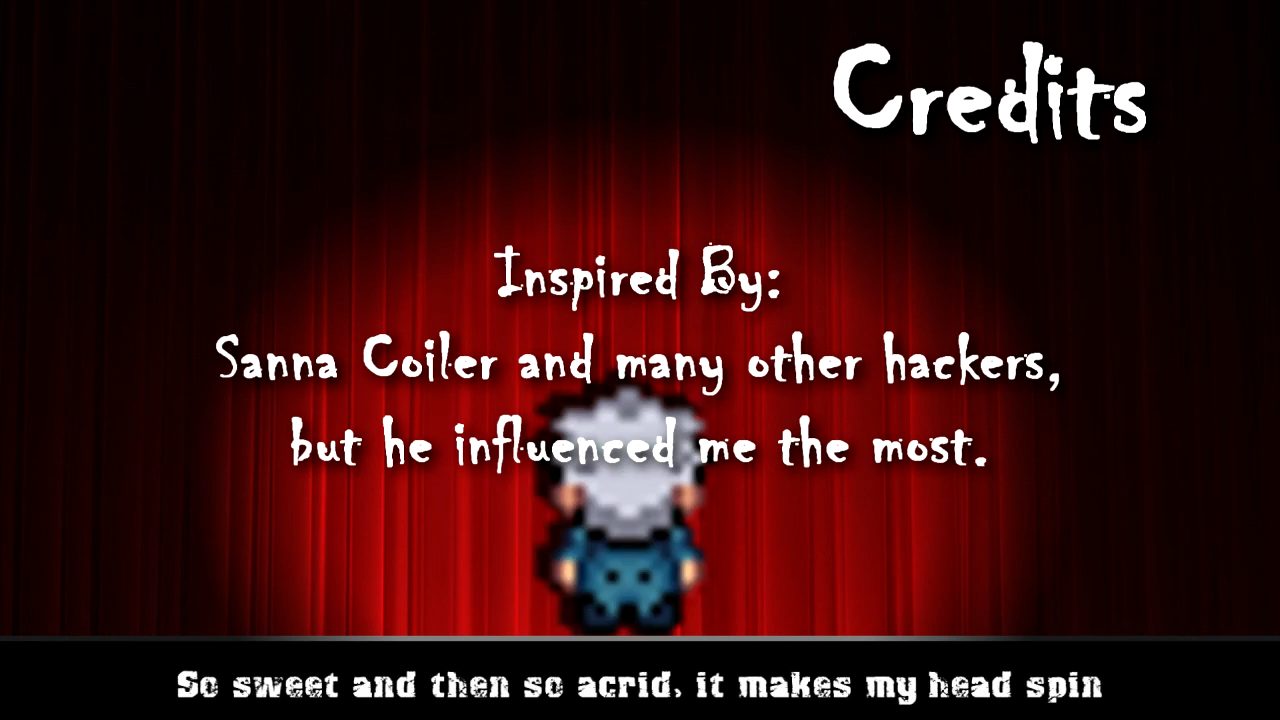 Credits
Inspired By:
Sanna Coiler and many other hackers,
but he influenced me the most.
So sweet and then so acrid, it makes my head spin